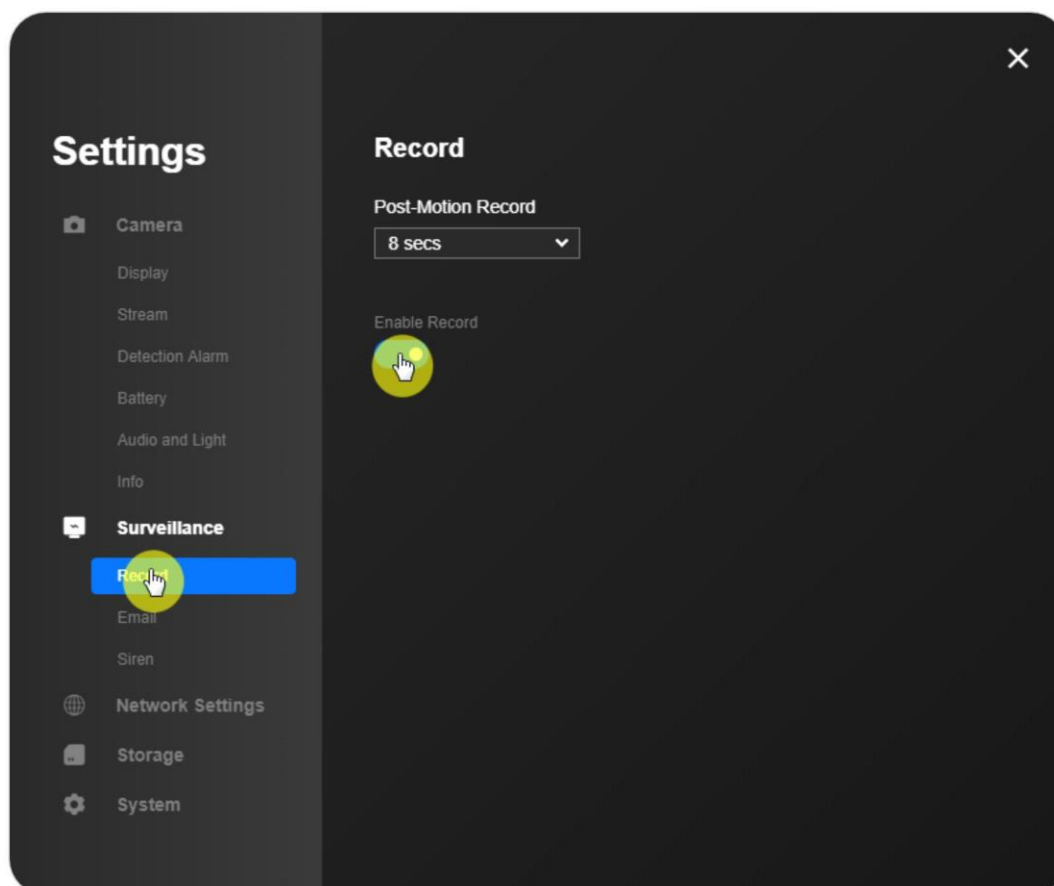 Settings
Camera
Display
Stream
Detection Alarm
Battery
Audio and Light
Info
Surveillance
Record
Email
Siren
Network Settings
Storage
System
Record
Post-Motion Record
8 secs
Enable Record